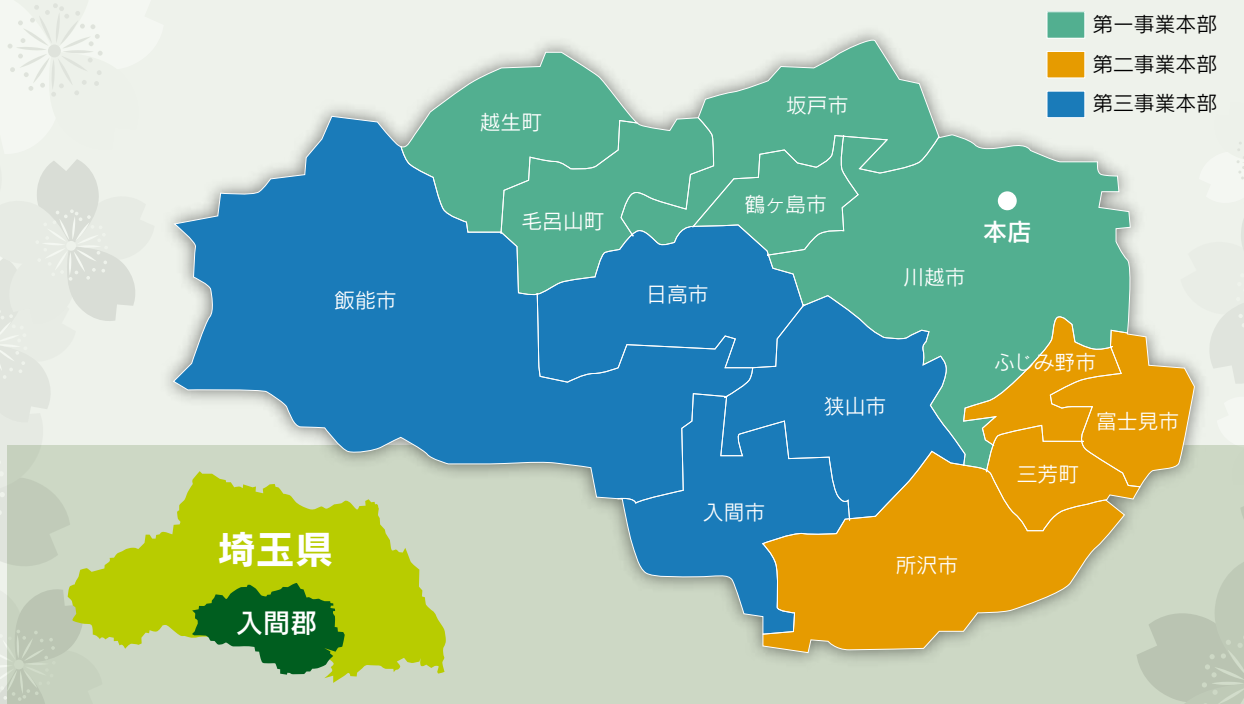 第一事業本部
第二事業本部
第三事業本部
越生町
坂戸市
毛呂山町
鶴ヶ島市
本店
川越市
飯能市
日高市
ふじみ野市
狭山市
富士見市
三芳町
入間市
所沢市
埼玉県
入間郡